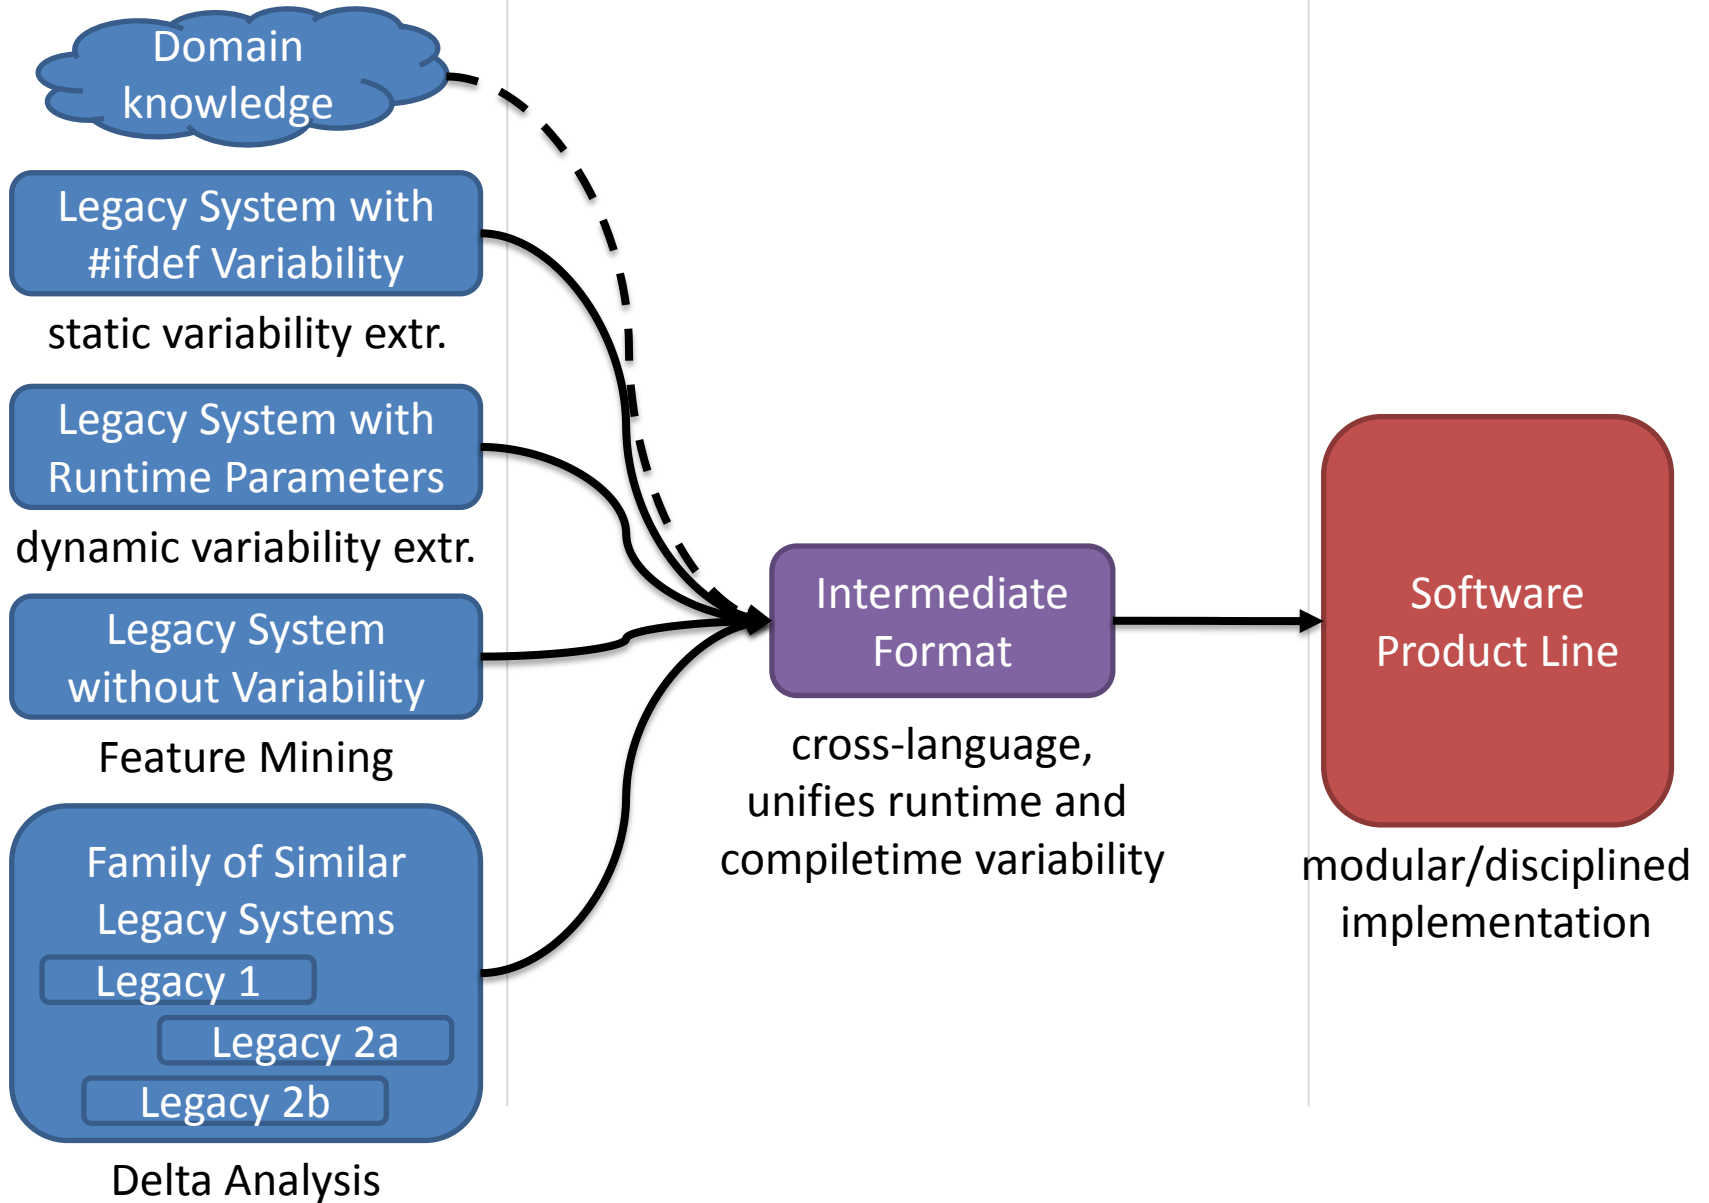 Domain
knowledge
Legacy System with
#ifdef Variability
static variability extr.
Legacy System with
Runtime Parameters
dynamic variability extr.
Legacy System
without Variability
Feature Mining
Family of Similar
Legacy Systems
Legacy 1
Legacy 2a
Legacy 2b
Delta Analysis
Intermediate
Format
cross-language,
unifies runtime and
compiletime variability
Software
Product Line
modular/disciplined
implementation